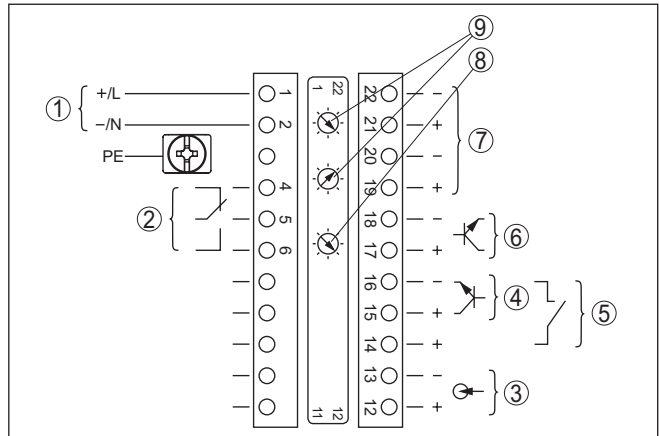 ⑨
⑧
① +/L 1 1 22 22 −
−/N 2 21 + ⑦
PE 20 −
4 19 +
② 5 18 − ⑥
6 17 +
16 − ④
15 + ⑤
14 +
13 − ③
11 12 12 +